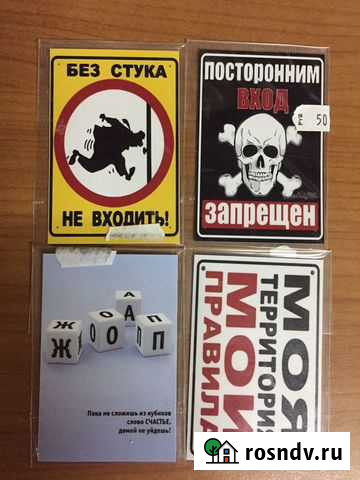 БЕЗ СТУКА
НЕ ВХОДИТЬ!
ПОСТОРОННИМ
ВХОД
РУБ 50
ЗАПРЕЩЕН
А
Ж О О А П
Ж О П
Пока не сложишь из кубиков
слово СЧАСТЬЕ,
домой не уйдешь!
МОЯ
ТЕРРИТОРИЯ
МОИ
ПРАВИЛА
rosndv.ru